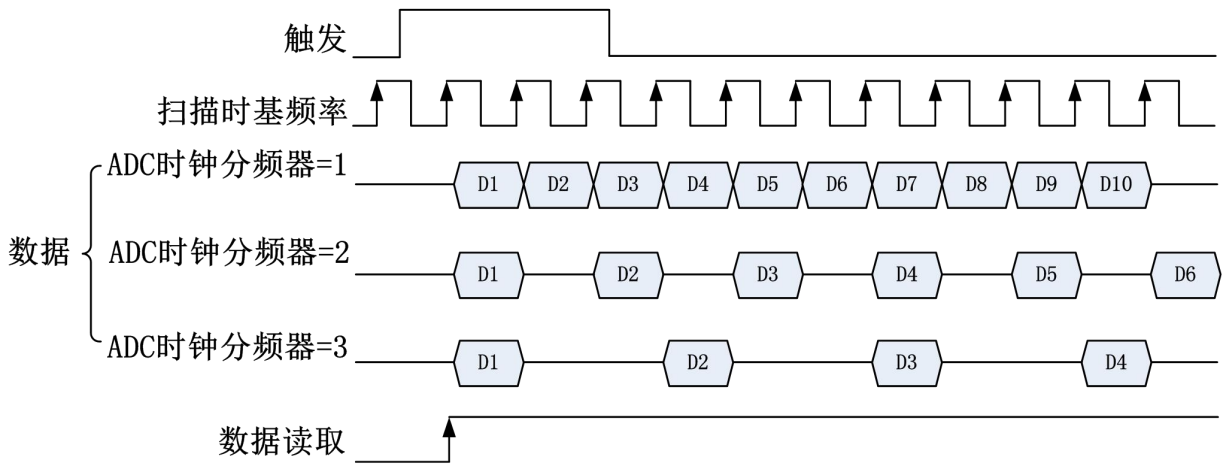 触发
扫描时基频率
ADC时钟分频器=1
D1 D2 D3 D4 D5 D6 D7 D8 D9 D10
数据
ADC时钟分频器=2
D1 D2 D3 D4 D5 D6
ADC时钟分频器=3
D1 D2 D3 D4
数据读取